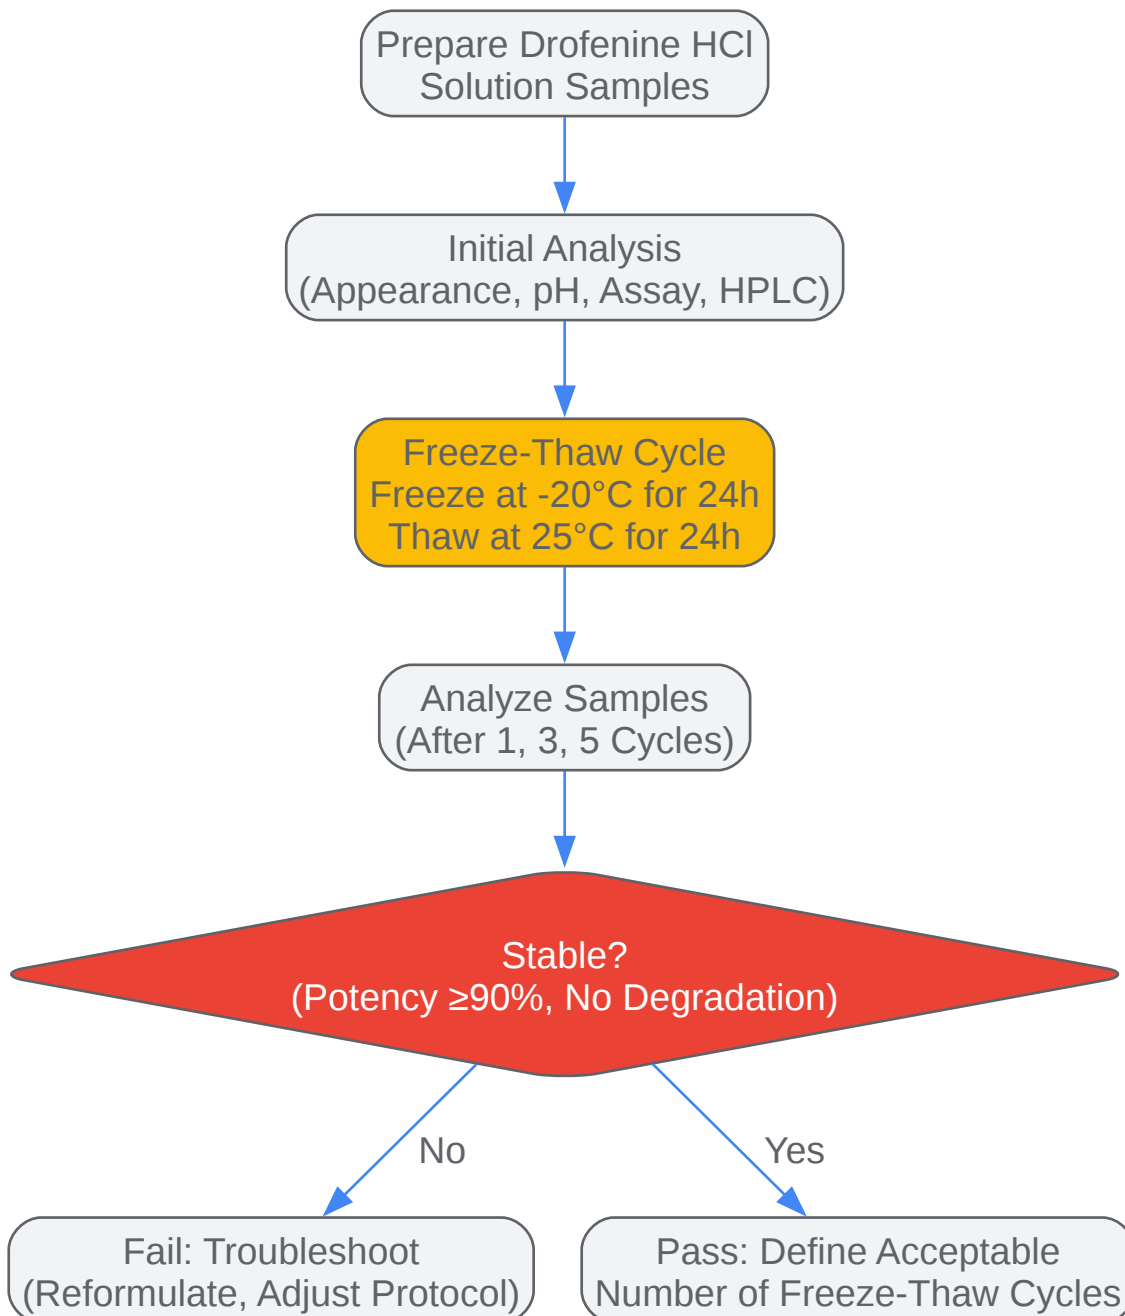 Prepare Drofenine HCl
Solution Samples
Initial Analysis
(Appearance, pH, Assay, HPLC)
Freeze-Thaw Cycle
Freeze at -20°C for 24h
Thaw at 25°C for 24h
Analyze Samples
(After 1, 3, 5 Cycles)
Stable?
(Potency ≥90%, No Degradation)
No
Yes
Fail: Troubleshoot
(Reformulate, Adjust Protocol)
Pass: Define Acceptable
Number of Freeze-Thaw Cycles